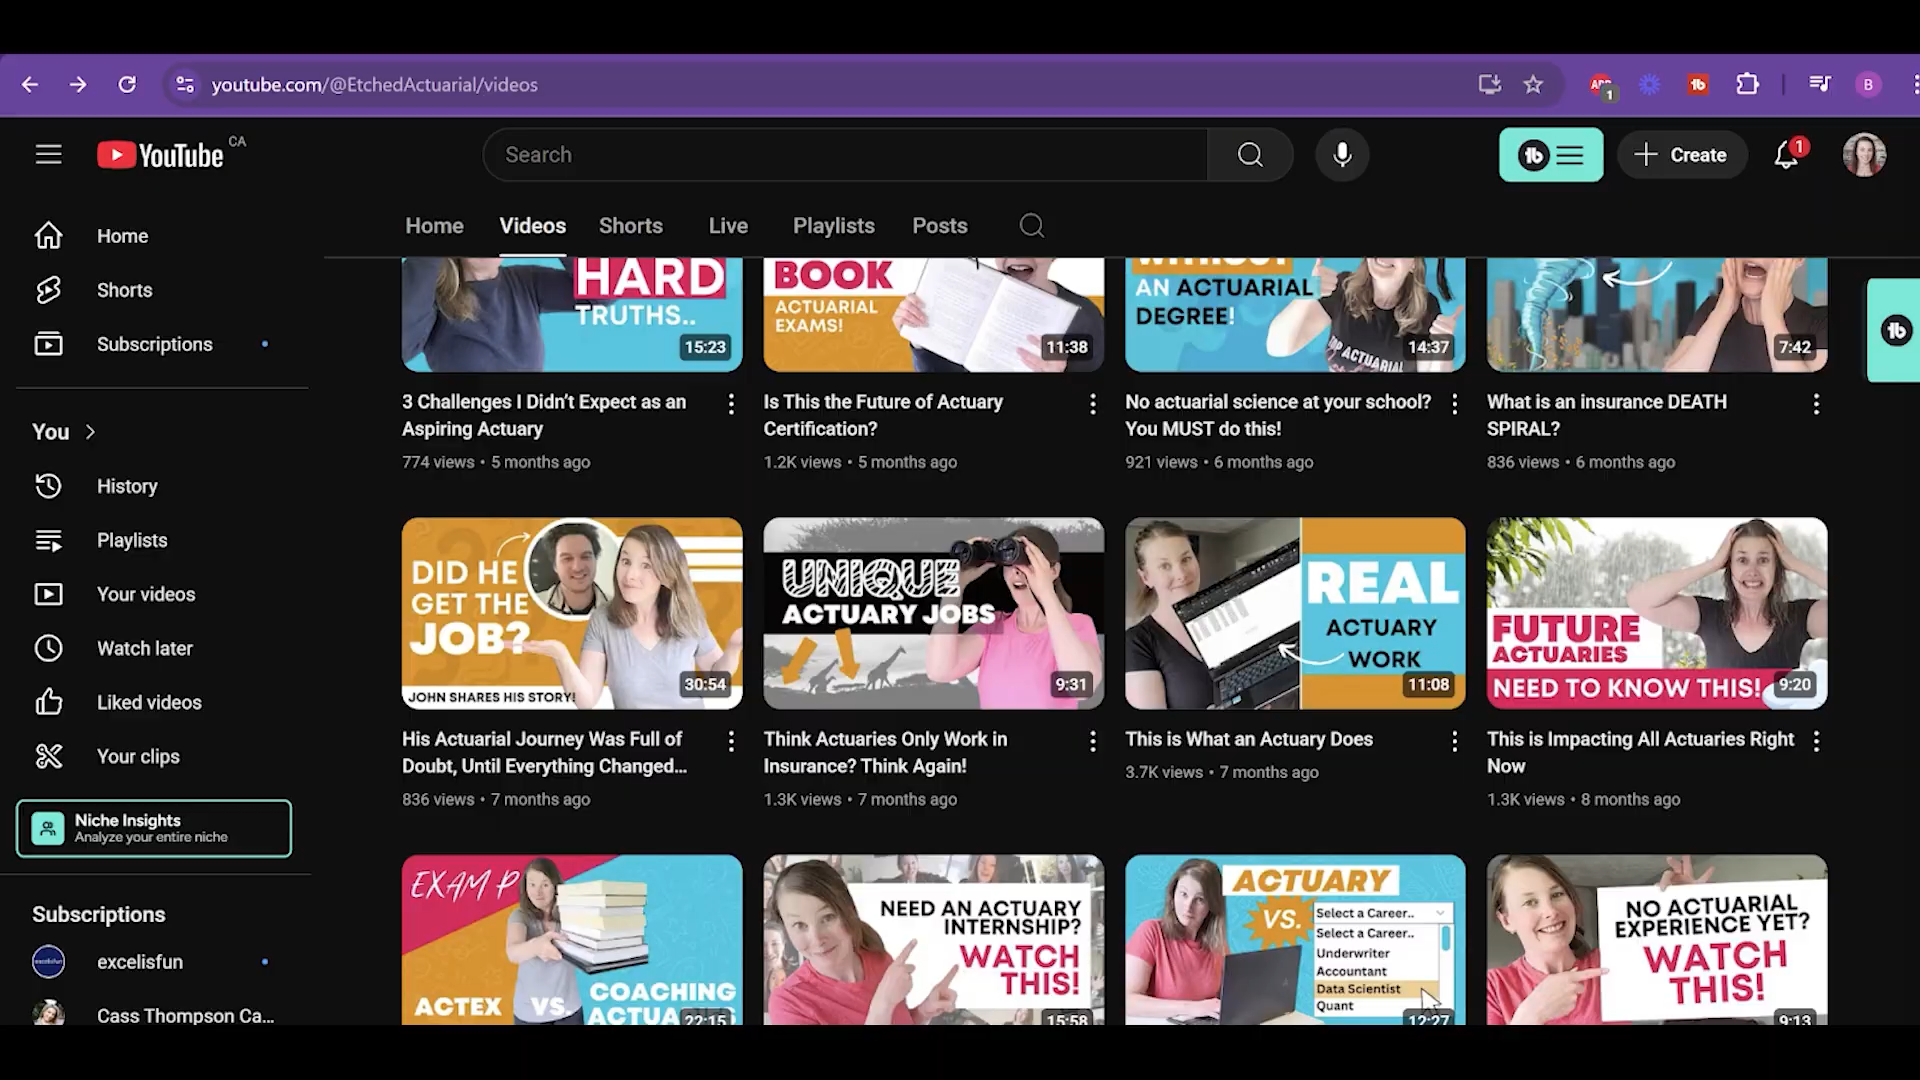 youtube.com/@EtchedActuarial/videos
1
B
YouTube CA
Search
Create
1
Home
Videos
Shorts
Live
Playlists
Posts
Home
Shorts
Subscriptions
You
History
Playlists
Your videos
Watch later
Liked videos
Your clips
Niche Insights
Analyze your entire niche
Subscriptions
excelisfun
Cass Thompson Ca...
HARD
TRUTHS..
15:23
3 Challenges I Didn't Expect as an
Aspiring Actuary
774 views • 5 months ago
BOOK
ACTUARIAL
EXAMS!
11:38
Is This the Future of Actuary
Certification?
1.2K views • 5 months ago
WITHOUT
AN ACTUARIAL
DEGREE!
14:37
No actuarial science at your school?
You MUST do this!
921 views • 6 months ago
7:42
What is an insurance DEATH
SPIRAL?
836 views • 6 months ago
DID HE
GET THE
JOB?
JOHN SHARES HIS STORY!
30:54
His Actuarial Journey Was Full of
Doubt, Until Everything Changed...
836 views • 7 months ago
UNIQUE
ACTUARY JOBS
9:31
Think Actuaries Only Work in
Insurance? Think Again!
1.3K views • 7 months ago
REAL
ACTUARY
WORK
11:08
This is What an Actuary Does
3.7K views • 7 months ago
FUTURE
ACTUARIES
NEED TO KNOW THIS!
9:20
This is Impacting All Actuaries Right
Now
1.3K views • 8 months ago
EXAM P
ACTEX VS. COACHING
ACTUARIES
22:15
NEED AN ACTUARY
INTERNSHIP?
WATCH
THIS!
15:58
ACTUARY
VS.
Select a Career..
Select a Career..
Underwriter
Accountant
Data Scientist
Quant
12:27
NO ACTUARIAL
EXPERIENCE YET?
WATCH
THIS!
9:13